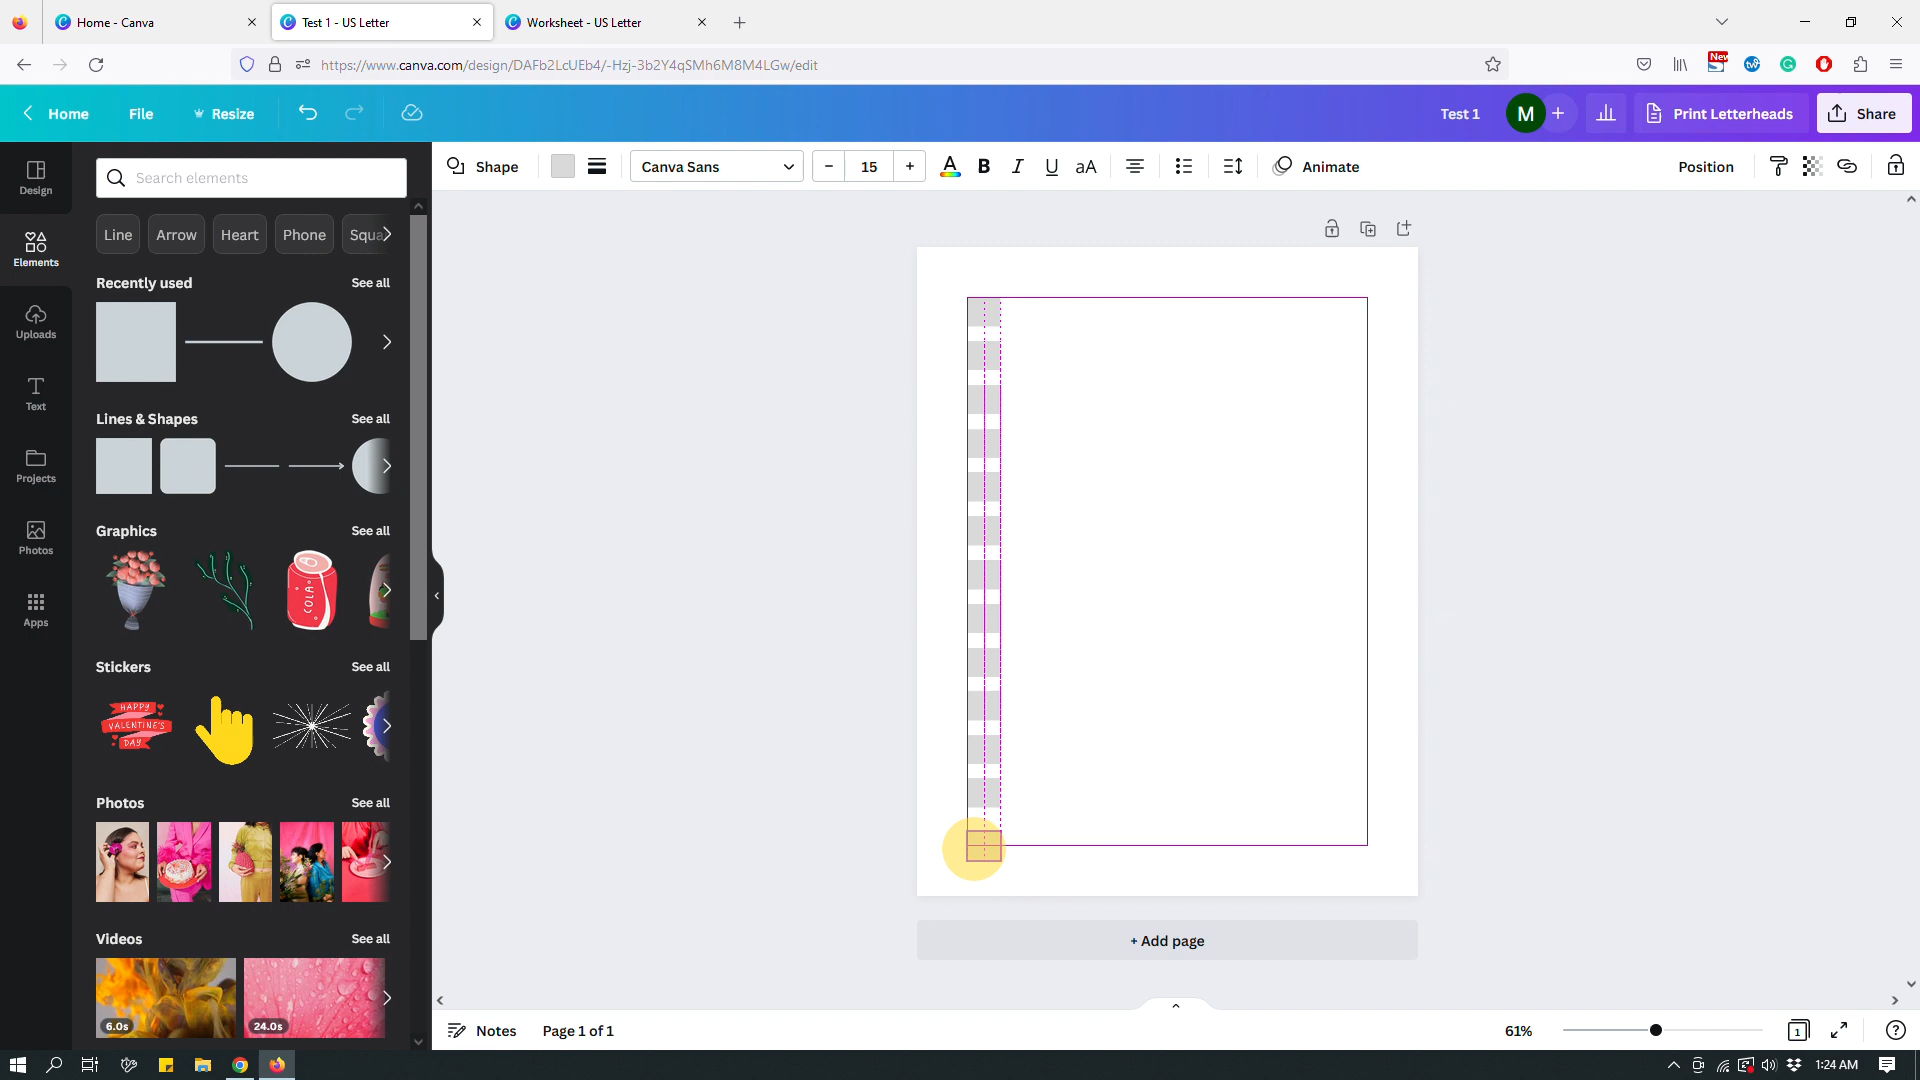 Home - Canva
Test 1 - US Letter
Worksheet - US Letter
https://www.canva.com/design/DAFb2LcUEb4/-Hzj-3b2Y4qSMh6M8M4LGw/edit
New
Home
File
Resize
Test 1
M
Print Letterheads
Share
Shape
Canva Sans
15
A
B
I
U
aA
Animate
Position
Design
Elements
Uploads
Text
Projects
Photos
Apps
Search elements
Line
Arrow
Heart
Phone
Squa
Recently used
See all
Lines & Shapes
See all
Graphics
See all
COLA
Stickers
See all
HAPPY
VALENTINE'S
DAY
Photos
See all
Videos
See all
6.0s
24.0s
+ Add page
Notes
Page 1 of 1
61%
1
1:24 AM